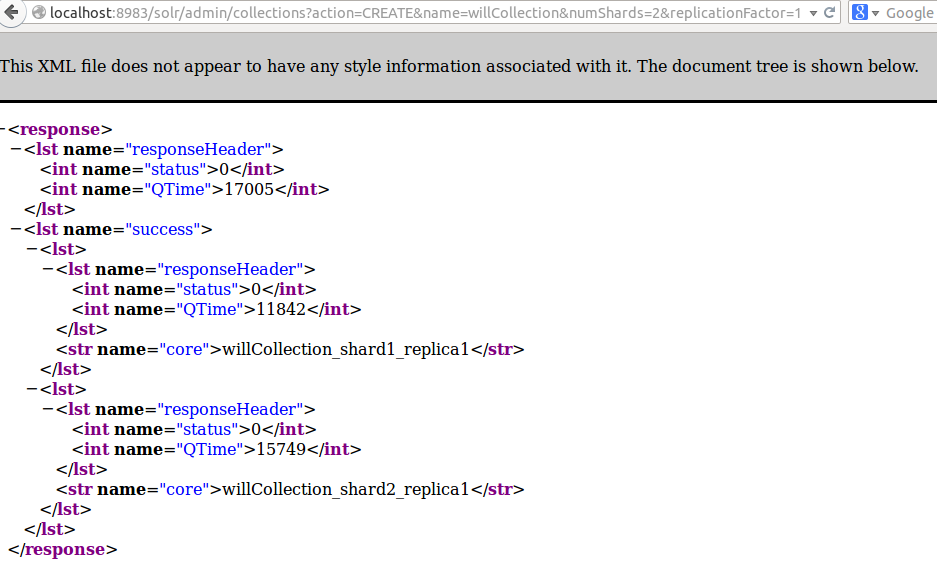 localhost:8983/solr/admin/collections?action=CREATE&name=willCollection&numShards=2&replicationFactor=1 Google
This XML file does not appear to have any style information associated with it. The document tree is shown below.
−<response>
−<lst name="responseHeader">
<int name="status">0</int>
<int name="QTime">17005</int>
</lst>
−<lst name="success">
−<lst>
−<lst name="responseHeader">
<int name="status">0</int>
<int name="QTime">11842</int>
</lst>
<str name="core">willCollection_shard1_replica1</str>
</lst>
−<lst>
−<lst name="responseHeader">
<int name="status">0</int>
<int name="QTime">15749</int>
</lst>
<str name="core">willCollection_shard2_replica1</str>
</lst>
</lst>
</response>